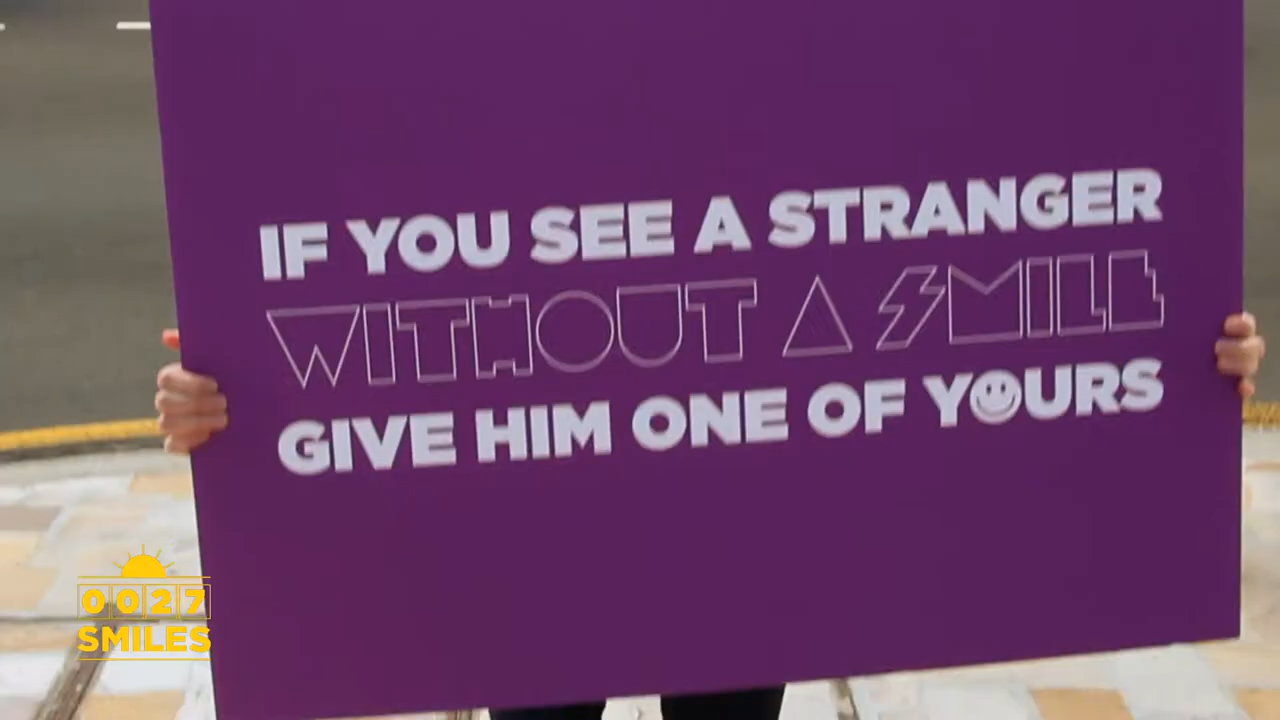 IF YOU SEE A STRANGER
WITHOUT A SMILE
GIVE HIM ONE OF YOURS
0027
SMILES